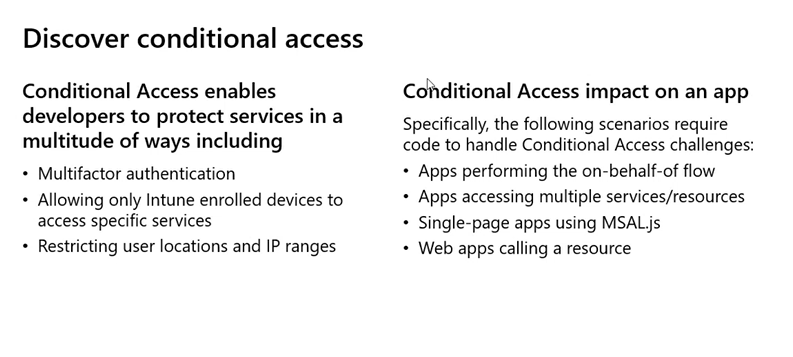 Discover conditional access
Conditional Access enables
developers to protect services in a
multitude of ways including
• Multifactor authentication
• Allowing only Intune enrolled devices to
access specific services
• Restricting user locations and IP ranges
Conditional Access impact on an app
Specifically, the following scenarios require
code to handle Conditional Access challenges:
• Apps performing the on-behalf-of flow
• Apps accessing multiple services/resources
• Single-page apps using MSAL.js
• Web apps calling a resource